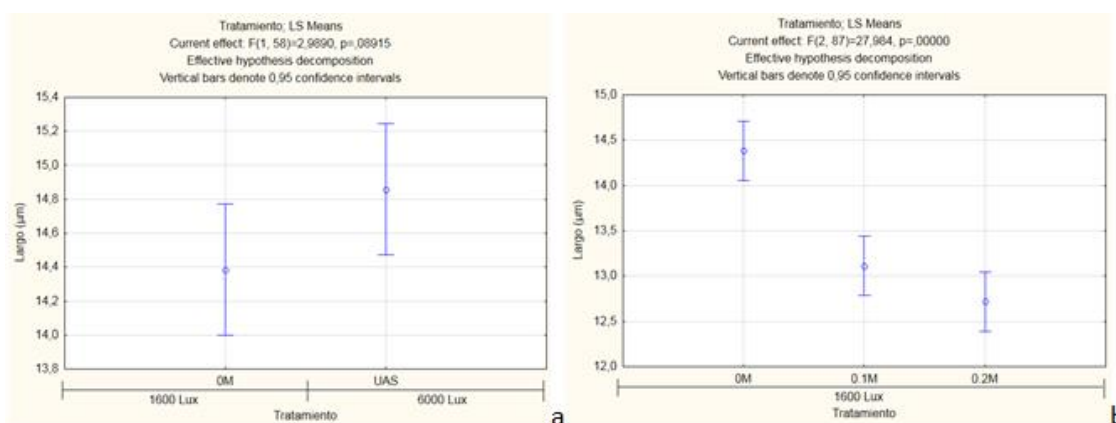 Tratamiento; LS Means
Current effect: F(1, 58)=2,9890, p=,08915
Effective hypothesis decomposition
Vertical bars denote 0,95 confidence intervals
15,4
15,2
15,0
14,8
14,6
14,4
14,2
14,0
13,8
Largo (µm)
0M UAS
1600 Lux 6000 Lux
Tratamiento
a
Tratamiento; LS Means
Current effect: F(2, 87)=27,984, p=,00000
Effective hypothesis decomposition
Vertical bars denote 0,95 confidence intervals
15,0
14,5
14,0
13,5
13,0
12,5
12,0
Largo (µm)
0M 0.1M 0.2M
1600 Lux
Tratamiento